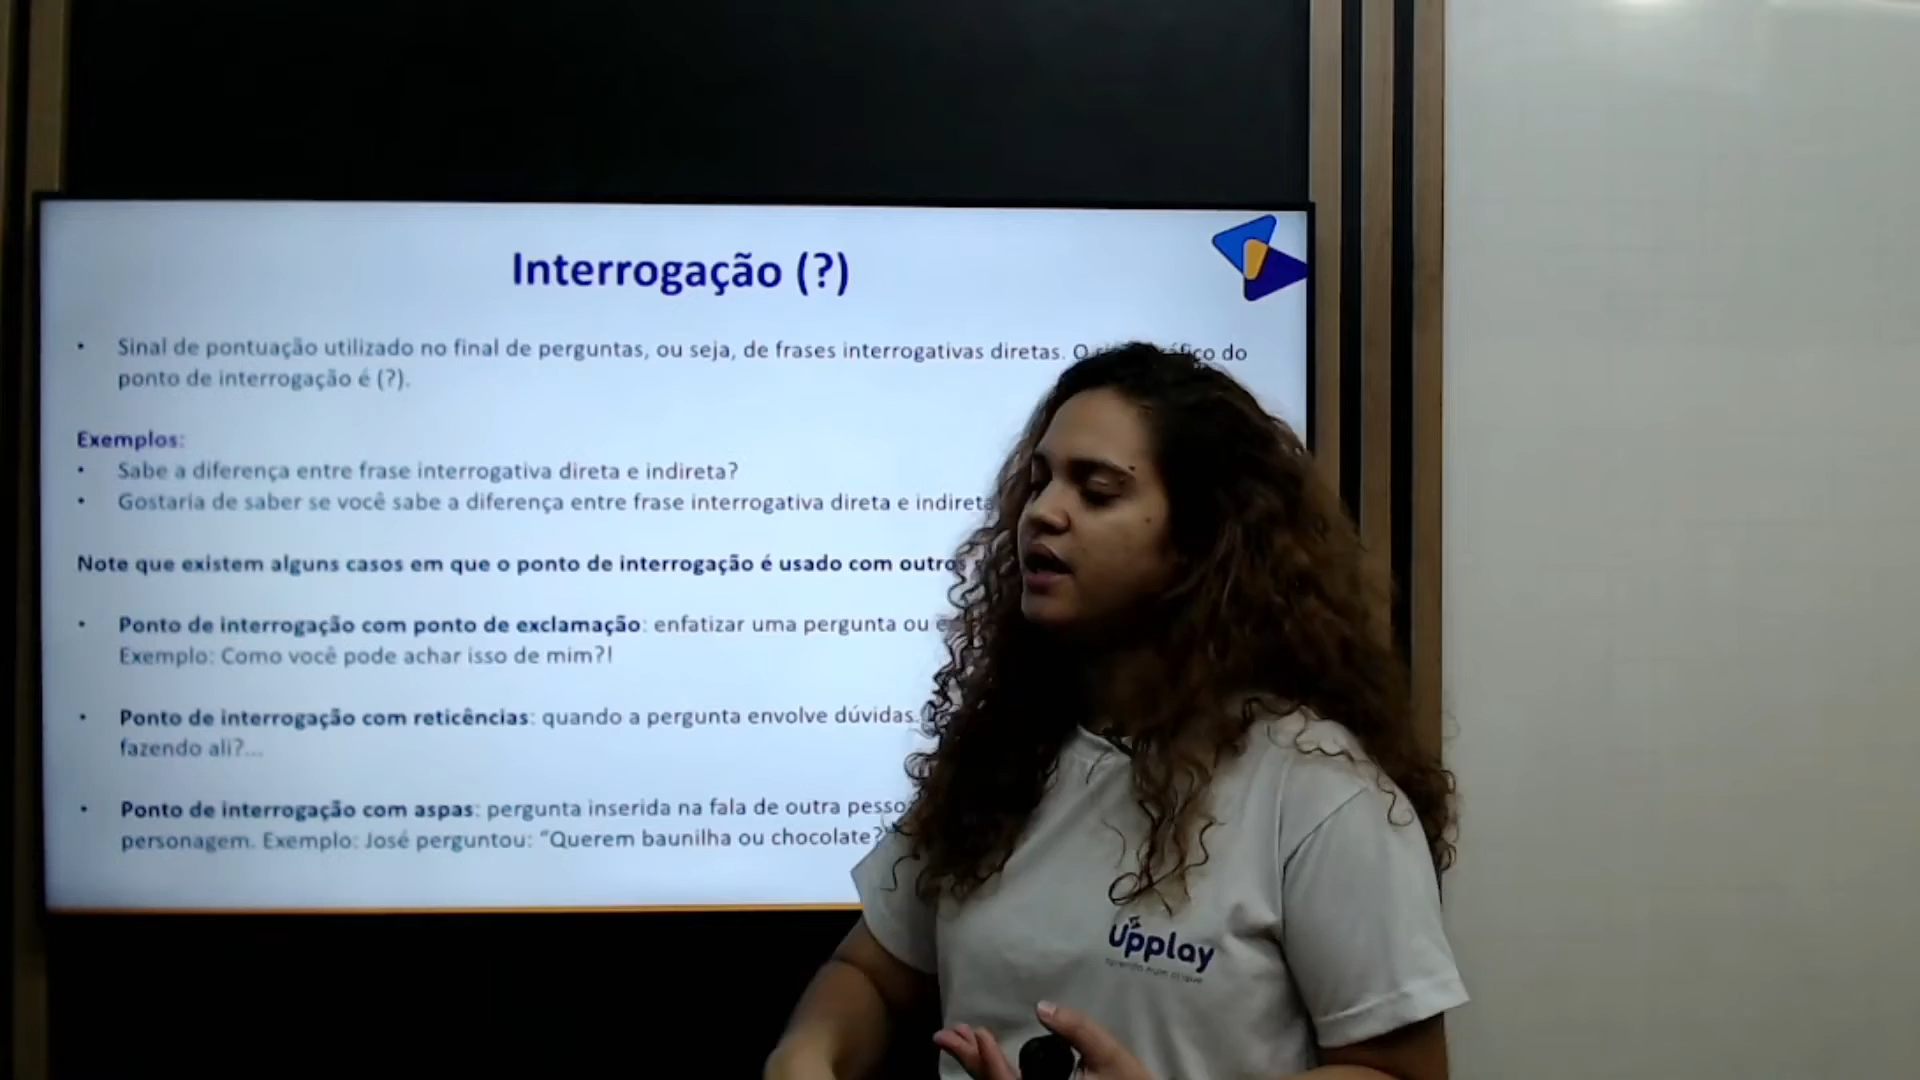 Interrogação (?)
• Sinal de pontuação utilizado no final de perguntas, ou seja, de frases interrogativas diretas. O do
ponto de interrogação é (?).
Exemplos:
• Sabe a diferença entre frase interrogativa direta e indireta?
• Gostaria de saber se você sabe a diferença entre frase interrogativa direta e indireta
Note que existem alguns casos em que o ponto de interrogação é usado com outros
• Ponto de interrogação com ponto de exclamação: enfatizar uma pergunta ou
Exemplo: Como você pode achar isso de mim?!
• Ponto de interrogação com reticências: quando a pergunta envolve dúvidas.
fazendo ali?...
• Ponto de interrogação com aspas: pergunta inserida na fala de outra
personagem. Exemplo: José perguntou: “Querem baunilha ou chocolate?
Upplay